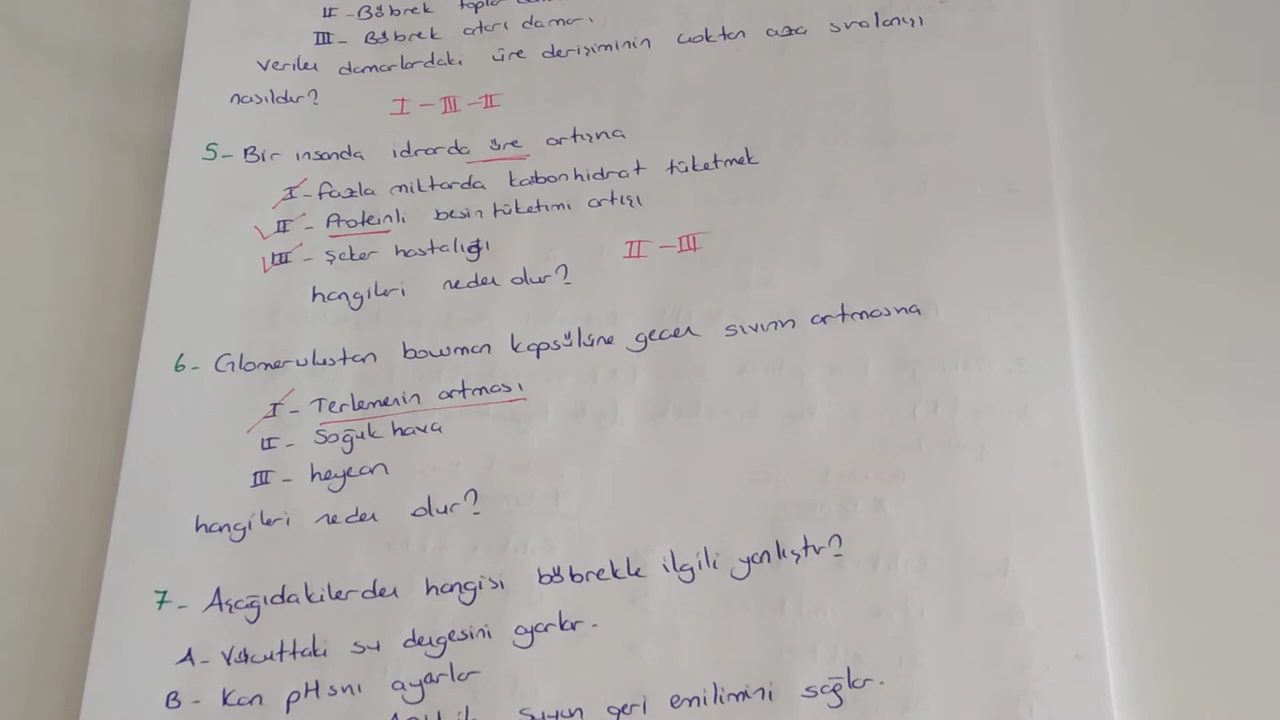 II - Böbrek
III - Böbrek atar damarı
Verilen damarlardaki üre derişiminin çoktan aza sıralanışı
nasıldır? I - III - II
5- Bir insanda idrarda üre artışına
I - fazla miktarda karbonhidrat tüketmek
II - Proteinli besin tüketimi artışı
III - Şeker hastalığı II - III
hangileri neden olur?
6- Glomerulustan bowman kapsülüne geçen sıvının artmasına
I - Terlemenin artması
II - Soğuk hava
III - heyecan
hangileri neden olur?
7- Aşağıdakilerden hangisi böbrekle ilgili yanlıştır?
A- Vücuttaki su dengesini ayarlar.
B- Kan pH sını ayarlar
suyun geri emilimini sağlar.